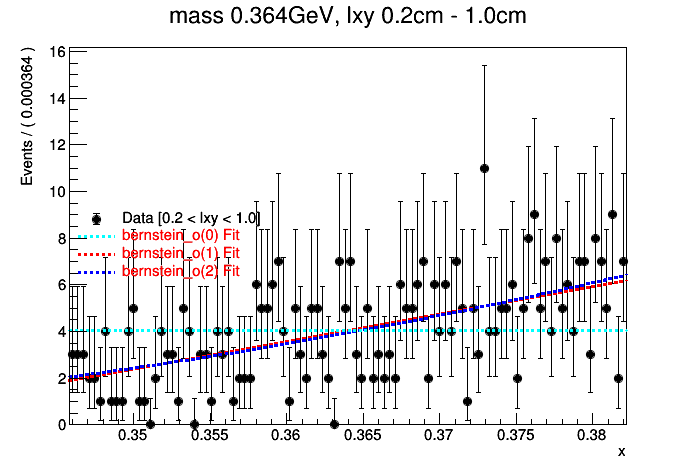 mass 0.364GeV, lxy 0.2cm - 1.0cm
Events / ( 0.000364 )
16
14
12
10
8
6
4
2
0
Data [0.2 < lxy < 1.0]
bernstein_o(0) Fit
bernstein_o(1) Fit
bernstein_o(2) Fit
0.35 0.355 0.36 0.365 0.37 0.375 0.38
x